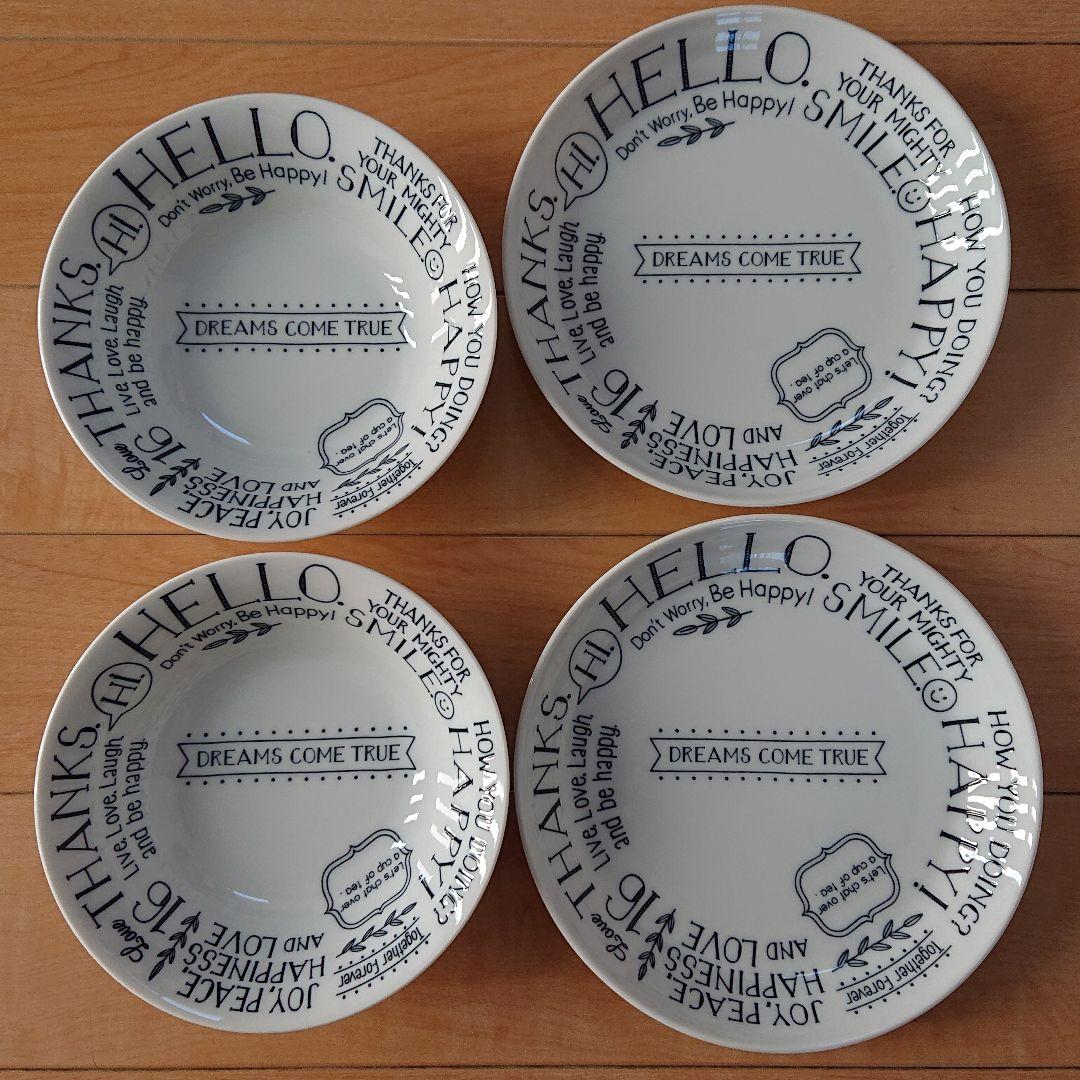 HELLO.
Don't Worry, Be Happy!
THANKS FOR
YOUR MIGHTY
SMILE.
HOW YOU DOING?
HAPPY!
Hi.
THANKS.
Live, Love, Laugh
and be happy.
DREAMS COME TRUE
Let's chat over
a cup of tea.
Together Forever
Love
16
JOY, PEACE,
HAPPINESS
AND LOVE
HELLO.
Don't Worry, Be Happy!
THANKS FOR
YOUR MIGHTY
SMILE.
HOW YOU DOING?
HAPPY!
Hi.
THANKS.
Live, Love, Laugh
and be happy.
DREAMS COME TRUE
Let's chat over
a cup of tea.
Together Forever
Love
16
JOY, PEACE,
HAPPINESS
AND LOVE
HELLO.
Don't Worry, Be Happy!
THANKS FOR
YOUR MIGHTY
SMILE.
HOW YOU DOING?
HAPPY!
Hi.
THANKS.
Live, Love, Laugh
and be happy.
DREAMS COME TRUE
Let's chat over
a cup of tea.
Together Forever
Love
16
JOY, PEACE,
HAPPINESS
AND LOVE
HELLO.
Don't Worry, Be Happy!
THANKS FOR
YOUR MIGHTY
SMILE.
HOW YOU DOING?
HAPPY!
Hi.
THANKS.
Live, Love, Laugh
and be happy.
DREAMS COME TRUE
Let's chat over
a cup of tea.
Together Forever
Love
16
JOY, PEACE,
HAPPINESS
AND LOVE